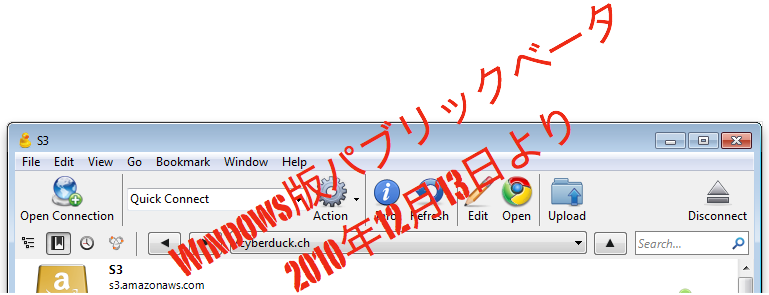 WINDOWS版パブリックベータ
2010年12月13日より
S3
File Edit View Go Bookmark Window Help
Open Connection
Quick Connect
Action
Refresh
Edit
Open
Upload
Disconnect
cyberduck.ch
Search...
a
S3
s3.amazonaws.com